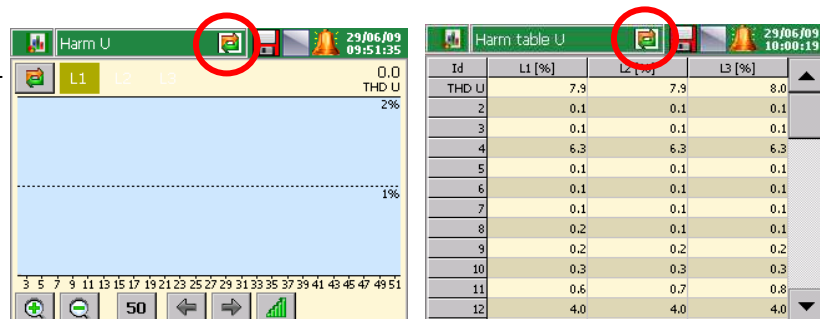 Harm U
29/06/09
09:51:35
L1 L2 L3
0.0
THD U
2%
1%
3 5 7 9 11 13 15 17 19 21 23 25 27 29 31 33 35 37 39 41 43 45 47 49 51
50
Harm table U
29/06/09
10:00:19
Id L1 [%] L2 [%] L3 [%]
THD U 7.9 7.9 8.0
2 0.1 0.1 0.1
3 0.1 0.1 0.1
4 6.3 6.3 6.3
5 0.1 0.1 0.1
6 0.1 0.1 0.1
7 0.1 0.1 0.1
8 0.2 0.1 0.1
9 0.2 0.2 0.2
10 0.3 0.3 0.3
11 0.6 0.7 0.8
12 4.0 4.0 4.0